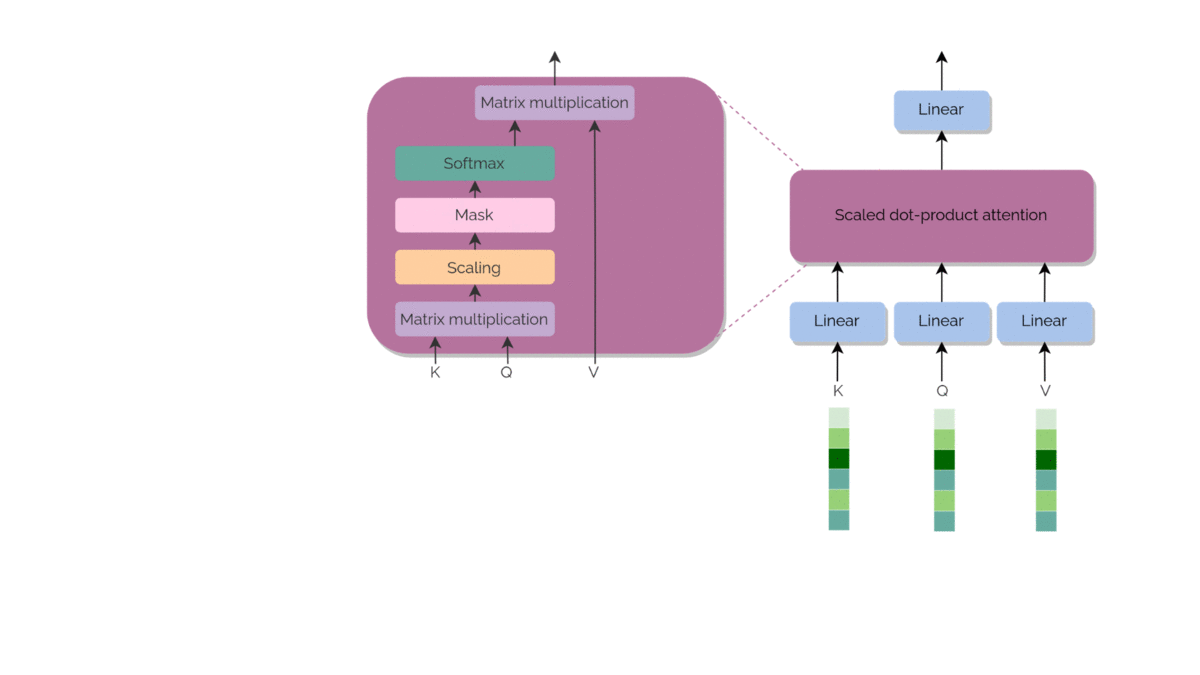 Matrix multiplication
Softmax
Mask
Scaling
Matrix multiplication
K Q V
Linear
Scaled dot-product attention
Linear Linear Linear
K Q V